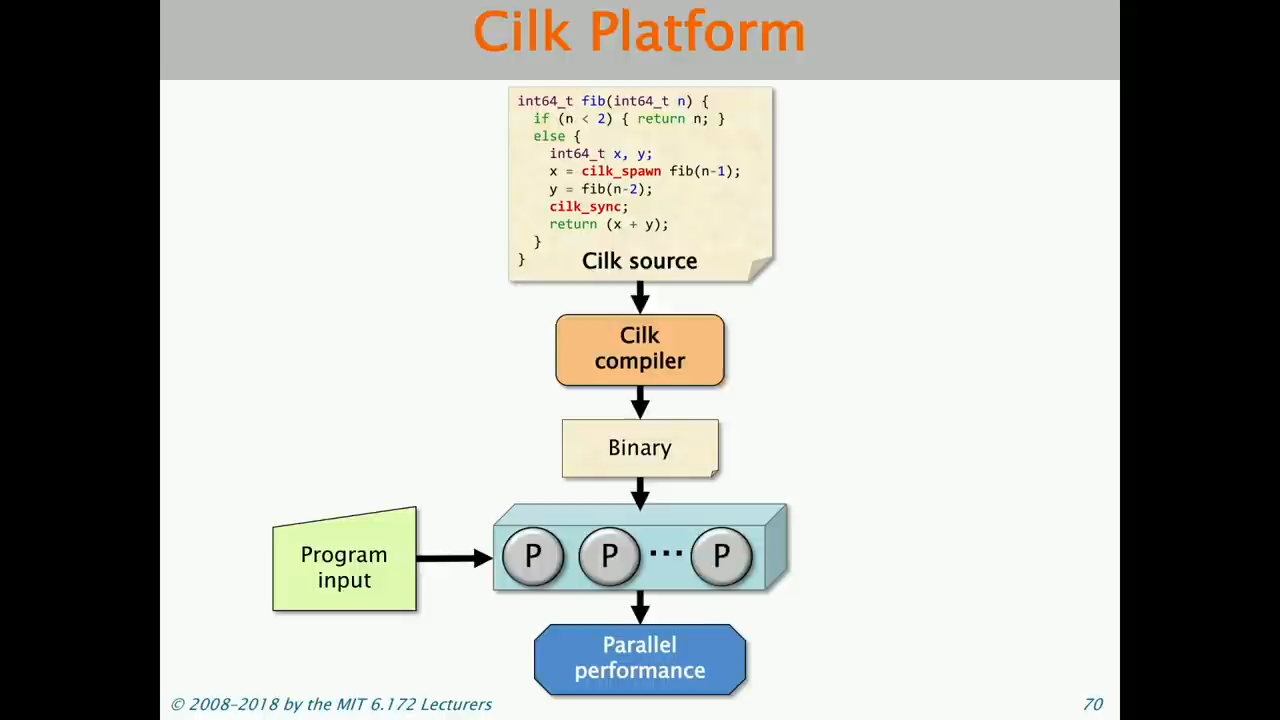 Cilk Platform
int64_t fib(int64_t n) {
  if (n < 2) { return n; }
  else {
    int64_t x, y;
    x = cilk_spawn fib(n-1);
    y = fib(n-2);
    cilk_sync;
    return (x + y);
  }
}
Cilk source
Cilk
compiler
Binary
Program
input
P P ··· P
Parallel
performance
© 2008–2018 by the MIT 6.172 Lecturers
70